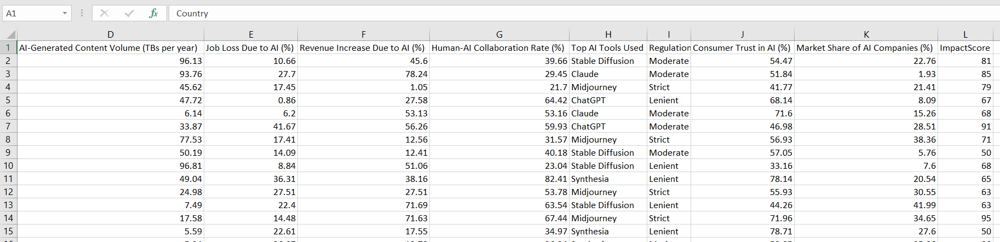 A1 fx Country
D E F G H I J K L
1 AI-Generated Content Volume (TBs per year) Job Loss Due to AI (%) Revenue Increase Due to AI (%) Human-AI Collaboration Rate (%) Top AI Tools Used Regulation Consumer Trust in AI (%) Market Share of AI Companies (%) ImpactScore
2 96.13 10.66 45.6 39.66 Stable Diffusion Moderate 54.47 22.76 81
3 93.76 27.7 78.24 29.45 Claude Moderate 51.84 1.93 85
4 45.62 17.45 1.05 21.7 Midjourney Strict 41.77 21.41 79
5 47.72 0.86 27.58 64.42 ChatGPT Lenient 68.14 8.09 67
6 6.14 6.2 53.13 53.16 Claude Moderate 71.6 15.26 68
7 33.87 41.67 56.26 59.93 ChatGPT Moderate 46.98 28.51 91
8 77.53 17.41 12.56 31.57 Midjourney Strict 56.93 38.36 71
9 50.19 14.09 12.41 40.18 Stable Diffusion Moderate 57.05 5.76 50
10 96.81 8.84 51.06 23.04 Stable Diffusion Lenient 33.16 7.6 68
11 49.04 36.31 38.16 82.41 Synthesia Lenient 78.14 20.54 65
12 24.98 27.51 27.51 53.78 Midjourney Strict 55.93 30.55 63
13 7.49 22.4 71.69 63.54 Stable Diffusion Lenient 44.26 41.99 63
14 17.58 14.48 71.63 67.44 Midjourney Strict 71.96 34.65 95
15 5.59 22.61 17.55 34.97 Synthesia Lenient 78.71 27.6 50